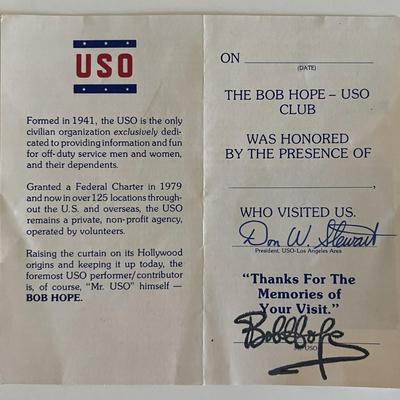 USO
Formed in 1941, the USO is the only
civilian organization exclusively dedi-
cated to providing information and fun
for off-duty service men and women,
and their dependents.
Granted a Federal Charter in 1979
and now in over 125 locations through-
out the U.S. and overseas, the USO
remains a private, non-profit agency,
operated by volunteers.
Raising the curtain on its Hollywood
origins and keeping it up today, the
foremost USO performer/contributor
is, of course, "Mr. USO" himself —
BOB HOPE.
ON
(DATE)
THE BOB HOPE – USO
CLUB
WAS HONORED
BY THE PRESENCE OF
,
WHO VISITED US.
Don W. Stewart
President, USO-Los Angeles Area
"Thanks For The
Memories of
Your Visit."
Bob Hope
USO